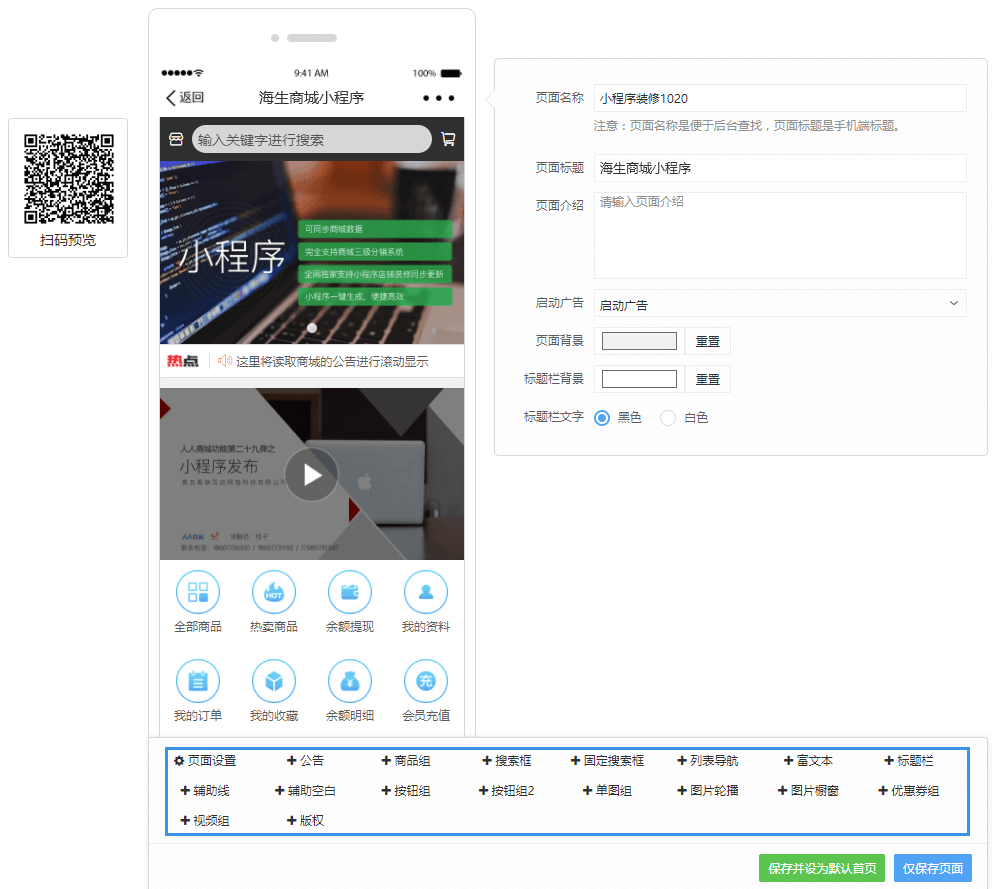 9:41 AM
100%
返回
海生商城小程序
输入关键字进行搜索
小程序
可同步商城数据
完全支持商城三级分销系统
全网独家支持小程序店铺装修同步更新
小程序一键生成，便捷高效
热点
这里将读取商城的公告进行滚动显示
人人商城功能第二十九弹之
小程序发布
HOT
全部商品 热卖商品 余额提现 我的资料
充
我的订单 我的收藏 余额明细 会员充值
扫码预览
页面名称 小程序装修1020
注意：页面名称是便于后台查找，页面标题是手机端标题。
页面标题 海生商城小程序
页面介绍 请输入页面介绍
启动广告 启动广告
页面背景 重置
标题栏背景 重置
标题栏文字 黑色 白色
页面设置 公告 商品组 搜索框 固定搜索框 列表导航 富文本 标题栏
辅助线 辅助空白 按钮组 按钮组2 单图组 图片轮播 图片橱窗 优惠券组
视频组 版权
保存并设为默认首页 仅保存页面